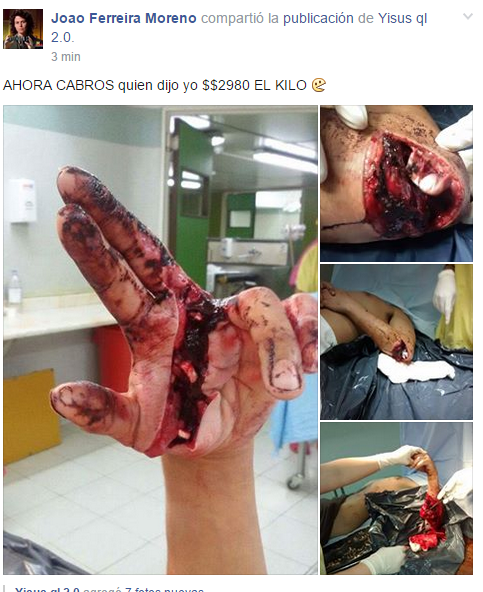 Joao Ferreira Moreno compartió la publicación de Yisus ql
2.0.
3 min
AHORA CABROS quien dijo yo $$2980 EL KILO
Yisus ql 2.0 agregó 7 fotos nuevas